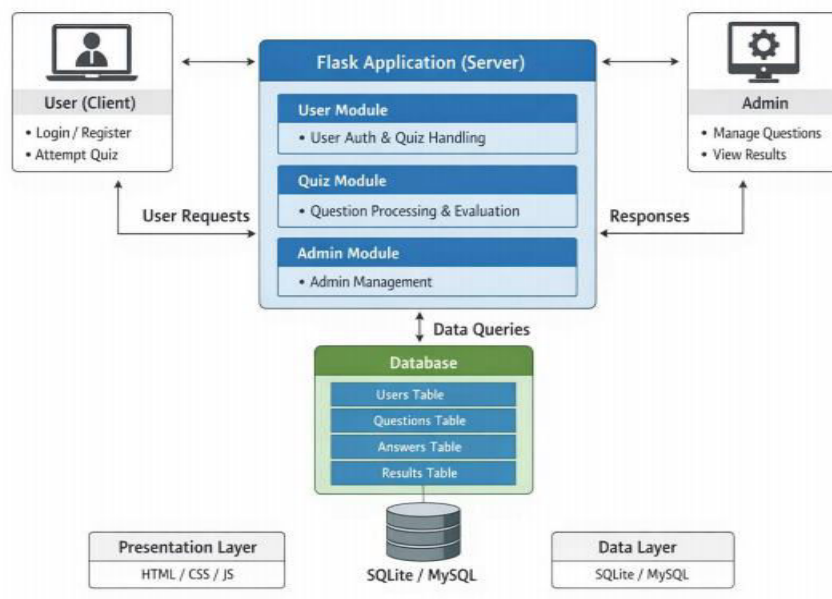 Flask Application (Server)
User (Client)
• Login / Register
• Attempt Quiz
User Module
• User Auth & Quiz Handling
Quiz Module
• Question Processing & Evaluation
Admin Module
• Admin Management
Admin
• Manage Questions
• View Results
User Requests
Responses
Data Queries
Database
Users Table
Questions Table
Answers Table
Results Table
SQLite / MySQL
Presentation Layer
HTML / CSS / JS
Data Layer
SQLite / MySQL